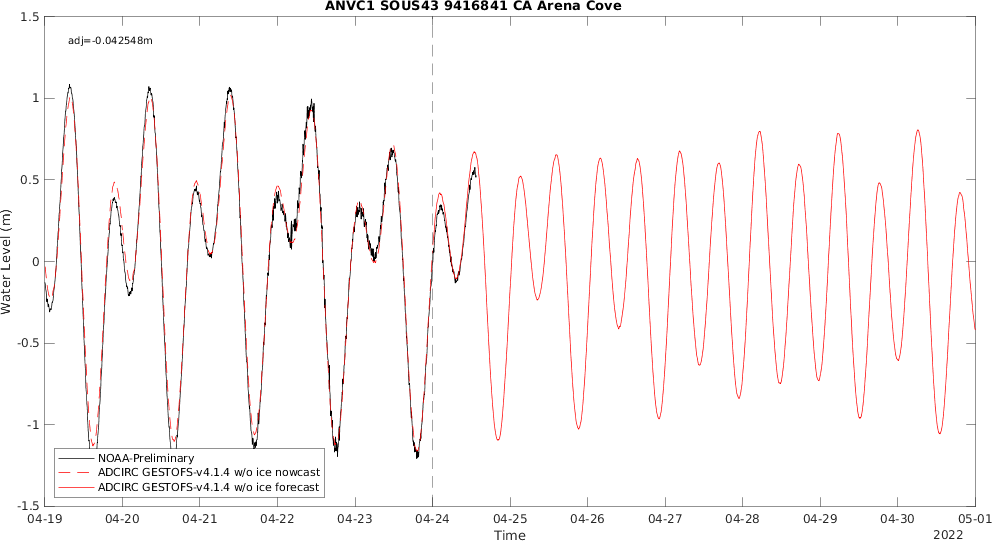 ANVC1 SOUS43 9416841 CA Arena Cove
adj=-0.042548m
1.5
1
0.5
0
-0.5
-1
-1.5
Water Level (m)
NOAA-Preliminary
ADCIRC GESTOFS-v4.1.4 w/o ice nowcast
ADCIRC GESTOFS-v4.1.4 w/o ice forecast
04-19 04-20 04-21 04-22 04-23 04-24 04-25 04-26 04-27 04-28 04-29 04-30 05-01
Time
2022